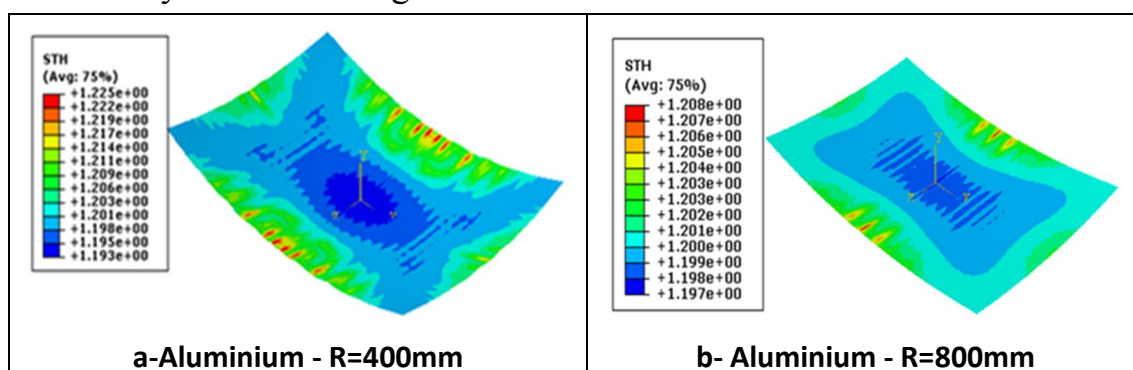 STH
(Avg: 75%)
+1.225e+00
+1.222e+00
+1.219e+00
+1.217e+00
+1.214e+00
+1.211e+00
+1.209e+00
+1.206e+00
+1.203e+00
+1.201e+00
+1.198e+00
+1.195e+00
+1.193e+00
Y
a-Aluminium - R=400mm
STH
(Avg: 75%)
+1.208e+00
+1.207e+00
+1.206e+00
+1.205e+00
+1.204e+00
+1.203e+00
+1.203e+00
+1.202e+00
+1.201e+00
+1.200e+00
+1.199e+00
+1.198e+00
+1.197e+00
Y
b- Aluminium - R=800mm